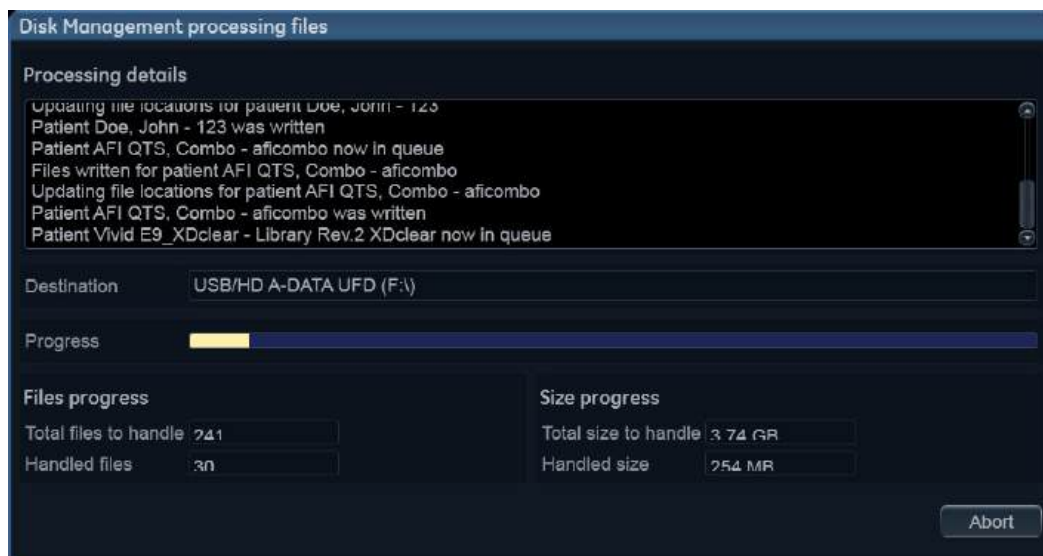 Disk Management processing files
Processing details
Updating file locations for patient Doe, John - 123
Patient Doe, John - 123 was written
Patient AFI QTS, Combo - aficombo now in queue
Files written for patient AFI QTS, Combo - aficombo
Updating file locations for patient AFI QTS, Combo - aficombo
Patient AFI QTS, Combo - aficombo was written
Patient Vivid E9_XDclear - Library Rev.2 XDclear now in queue
Destination USB/HD A-DATA UFD (F:\)
Progress
Files progress
Total files to handle 241
Handled files 30
Size progress
Total size to handle 3.74 GB
Handled size 254 MB
Abort